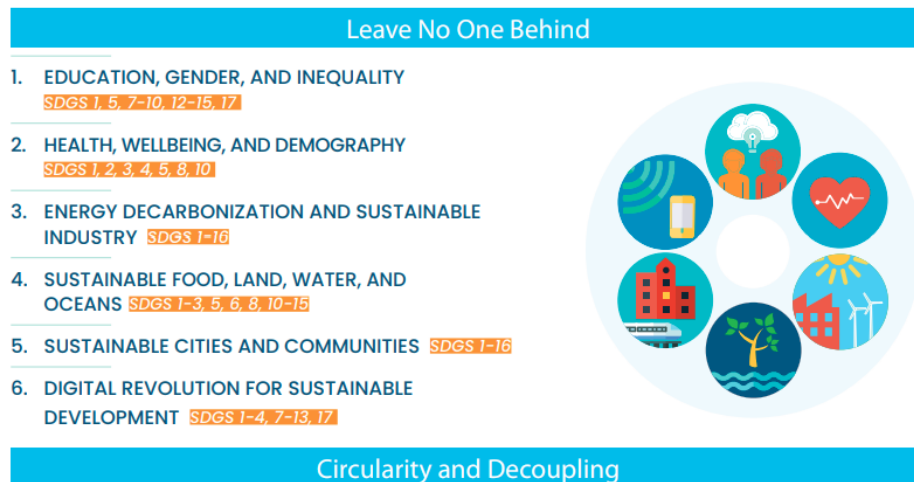 Leave No One Behind
1. EDUCATION, GENDER, AND INEQUALITY
SDGS 1, 5, 7-10, 12-15, 17
2. HEALTH, WELLBEING, AND DEMOGRAPHY
SDGS 1, 2, 3, 4, 5, 8, 10
3. ENERGY DECARBONIZATION AND SUSTAINABLE
INDUSTRY SDGS 1-16
4. SUSTAINABLE FOOD, LAND, WATER, AND
OCEANS SDGS 1-3, 5, 6, 8, 10-15
5. SUSTAINABLE CITIES AND COMMUNITIES SDGS 1-16
6. DIGITAL REVOLUTION FOR SUSTAINABLE
DEVELOPMENT SDGS 1-4, 7-13, 17
Circularity and Decoupling